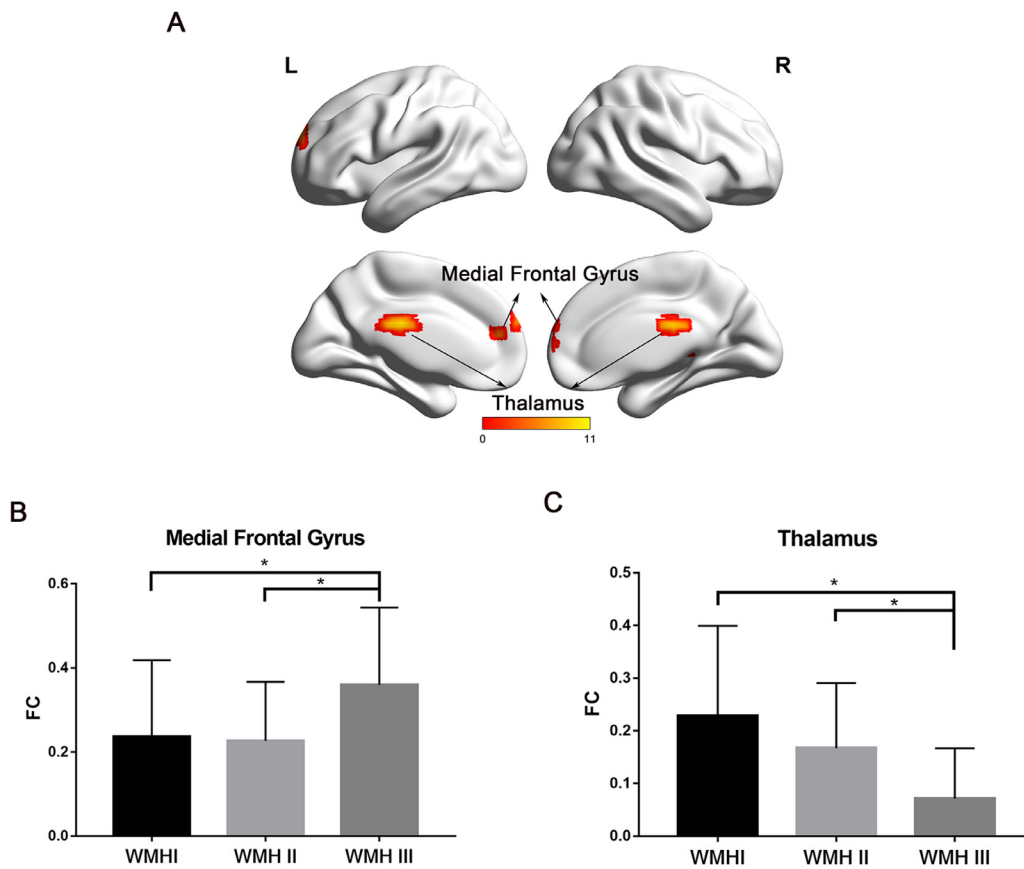 A
L
R
Medial Frontal Gyrus
Thalamus
0
11
B
Medial Frontal Gyrus
*
*
0.6
0.4
0.2
0.0
FC
WMHI
WMH II
WMH III
C
Thalamus
*
*
0.5
0.4
0.3
0.2
0.1
0.0
FC
WMHI
WMH II
WMH III